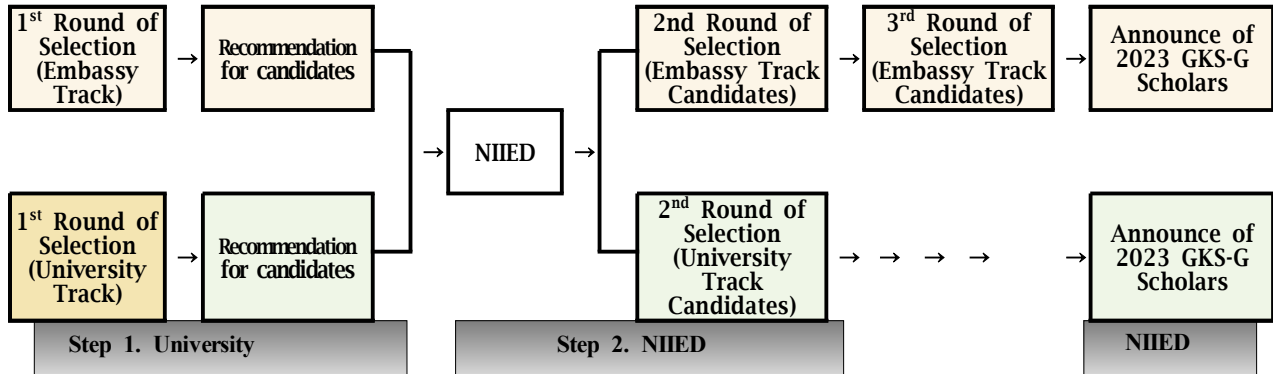 1st Round of
Selection
(Embassy
Track)
→
Recommendation
for candidates
→
NIIED
→
2nd Round of
Selection
(Embassy Track
Candidates)
→
3rd Round of
Selection
(Embassy Track
Candidates)
→
Announce of
2023 GKS-G
Scholars
1st Round of
Selection
(University
Track)
→
Recommendation
for candidates
2nd Round of
Selection
(University
Track
Candidates)
→ → → → →
Announce of
2023 GKS-G
Scholars
Step 1. University
Step 2. NIIED
NIIED